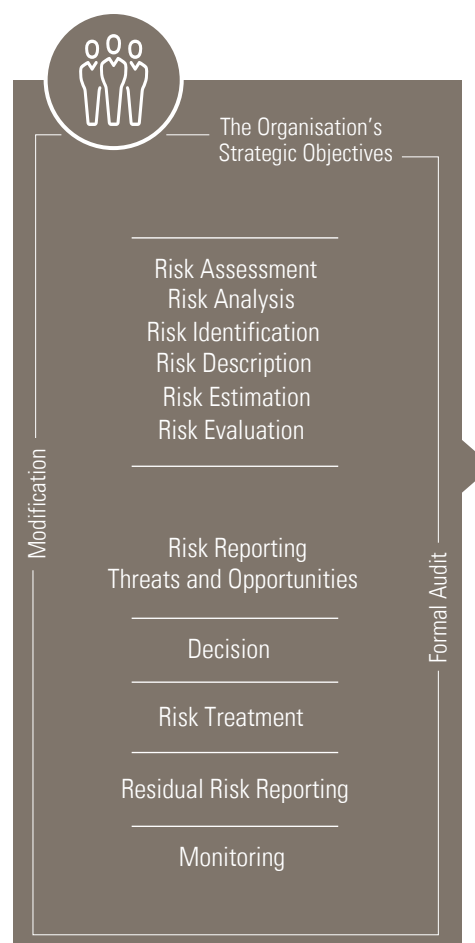 The Organisation's
Strategic Objectives
Risk Assessment
Risk Analysis
Risk Identification
Risk Description
Risk Estimation
Risk Evaluation
Modification
Risk Reporting
Threats and Opportunities
Formal Audit
Decision
Risk Treatment
Residual Risk Reporting
Monitoring